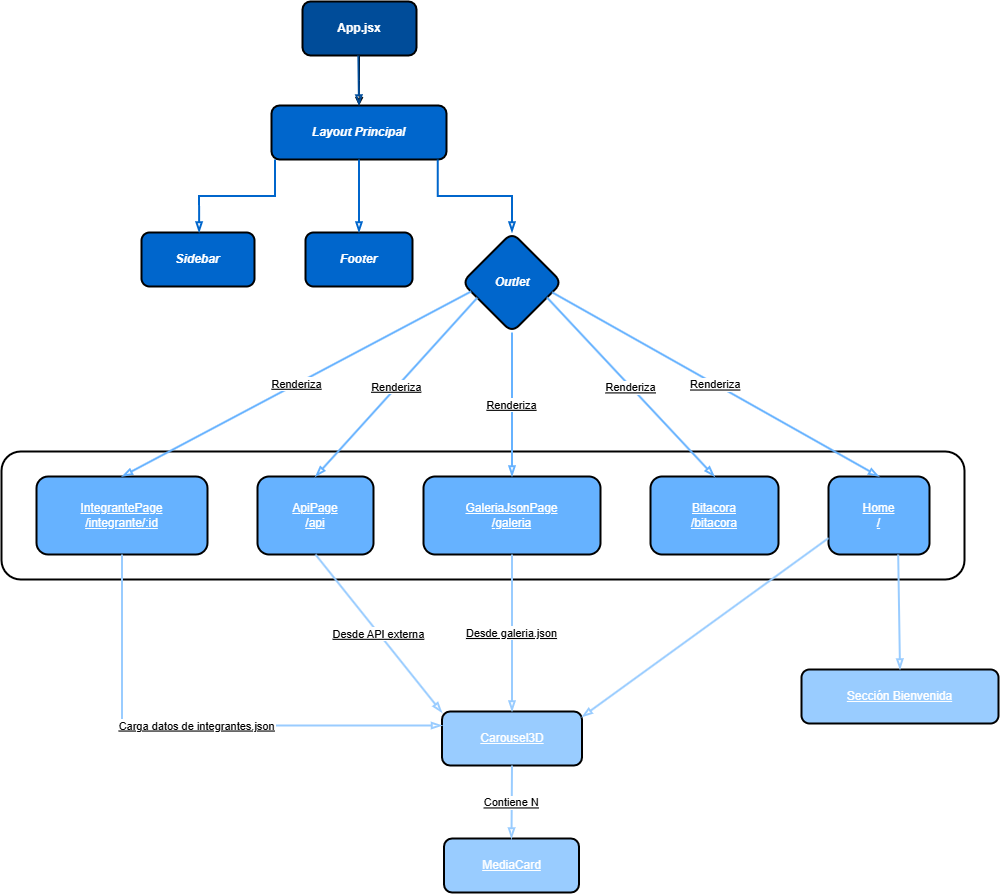 App.jsx
Layout Principal
Sidebar
Footer
Outlet
Renderiza
Renderiza
Renderiza
Renderiza
Renderiza
IntegrantePage
/integrante/:id
ApiPage
/api
GaleriaJsonPage
/galeria
Bitacora
/bitacora
Home
/
Desde API externa
Desde galeria.json
Sección Bienvenida
Carga datos de integrantes.json
Carousel3D
Contiene N
MediaCard